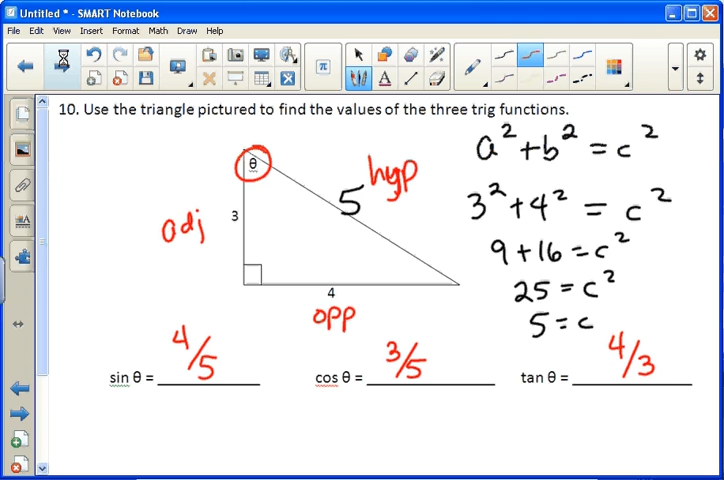 Untitled * - SMART Notebook
File Edit View Insert Format Math Draw Help
π
A
10. Use the triangle pictured to find the values of the three trig functions.
θ
hyp
5
adj
3
4
opp
a² + b² = c²
3² + 4² = c²
9 + 16 = c²
25 = c²
5 = c
sin θ = 4/5
cos θ = 3/5
tan θ = 4/3